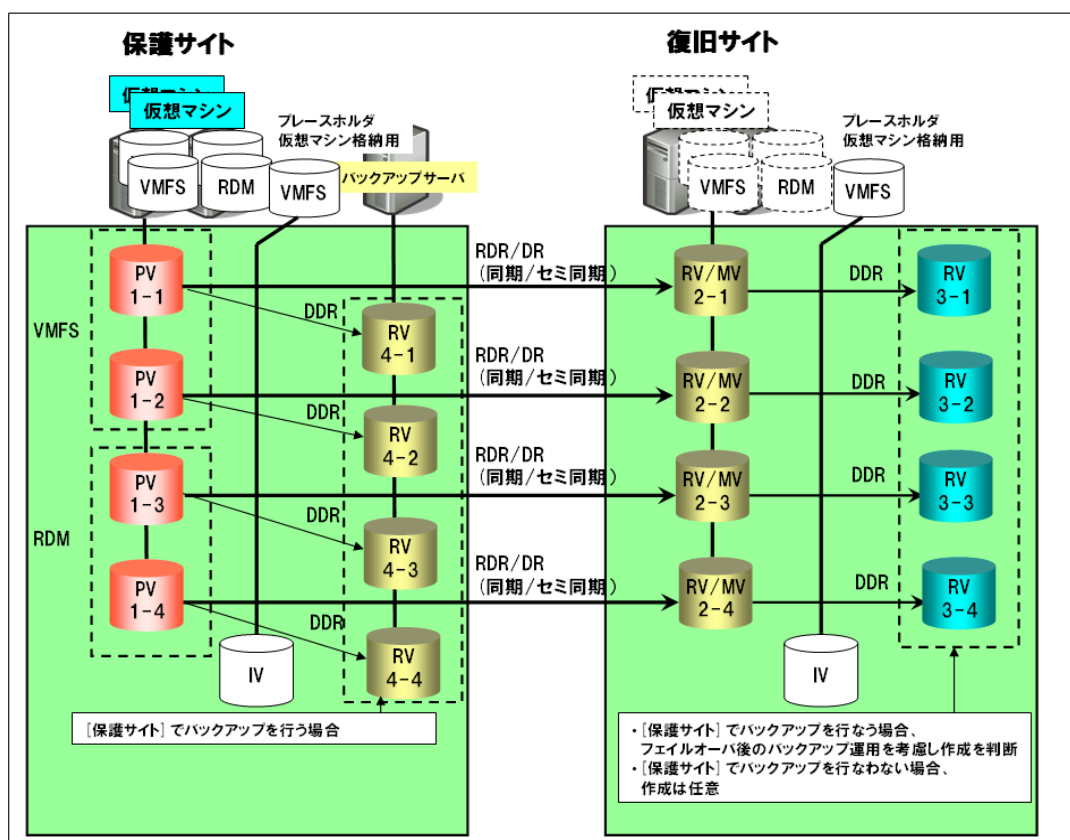 保護サイト
復旧サイト
仮想マシン
仮想マシン
プレースホルダ
仮想マシン格納用
VMFS
RDM
VMFS
バックアップサーバ
仮想マシン
仮想マシン
プレースホルダ
仮想マシン格納用
VMFS
RDM
VMFS
VMFS
RDM
PV
1-1
PV
1-2
PV
1-3
PV
1-4
DDR
DDR
DDR
DDR
RV
4-1
RV
4-2
RV
4-3
RV
4-4
IV
RDR/DR
(同期/セミ同期)
RDR/DR
(同期/セミ同期)
RDR/DR
(同期/セミ同期)
RDR/DR
(同期/セミ同期)
RV/MV
2-1
RV/MV
2-2
RV/MV
2-3
RV/MV
2-4
DDR
DDR
DDR
DDR
RV
3-1
RV
3-2
RV
3-3
RV
3-4
IV
[保護サイト] でバックアップを行う場合
・[保護サイト] でバックアップを行なう場合、
フェイルオーバ後のバックアップ運用を考慮し作成を判断
・[保護サイト] でバックアップを行なわない場合、
作成は任意